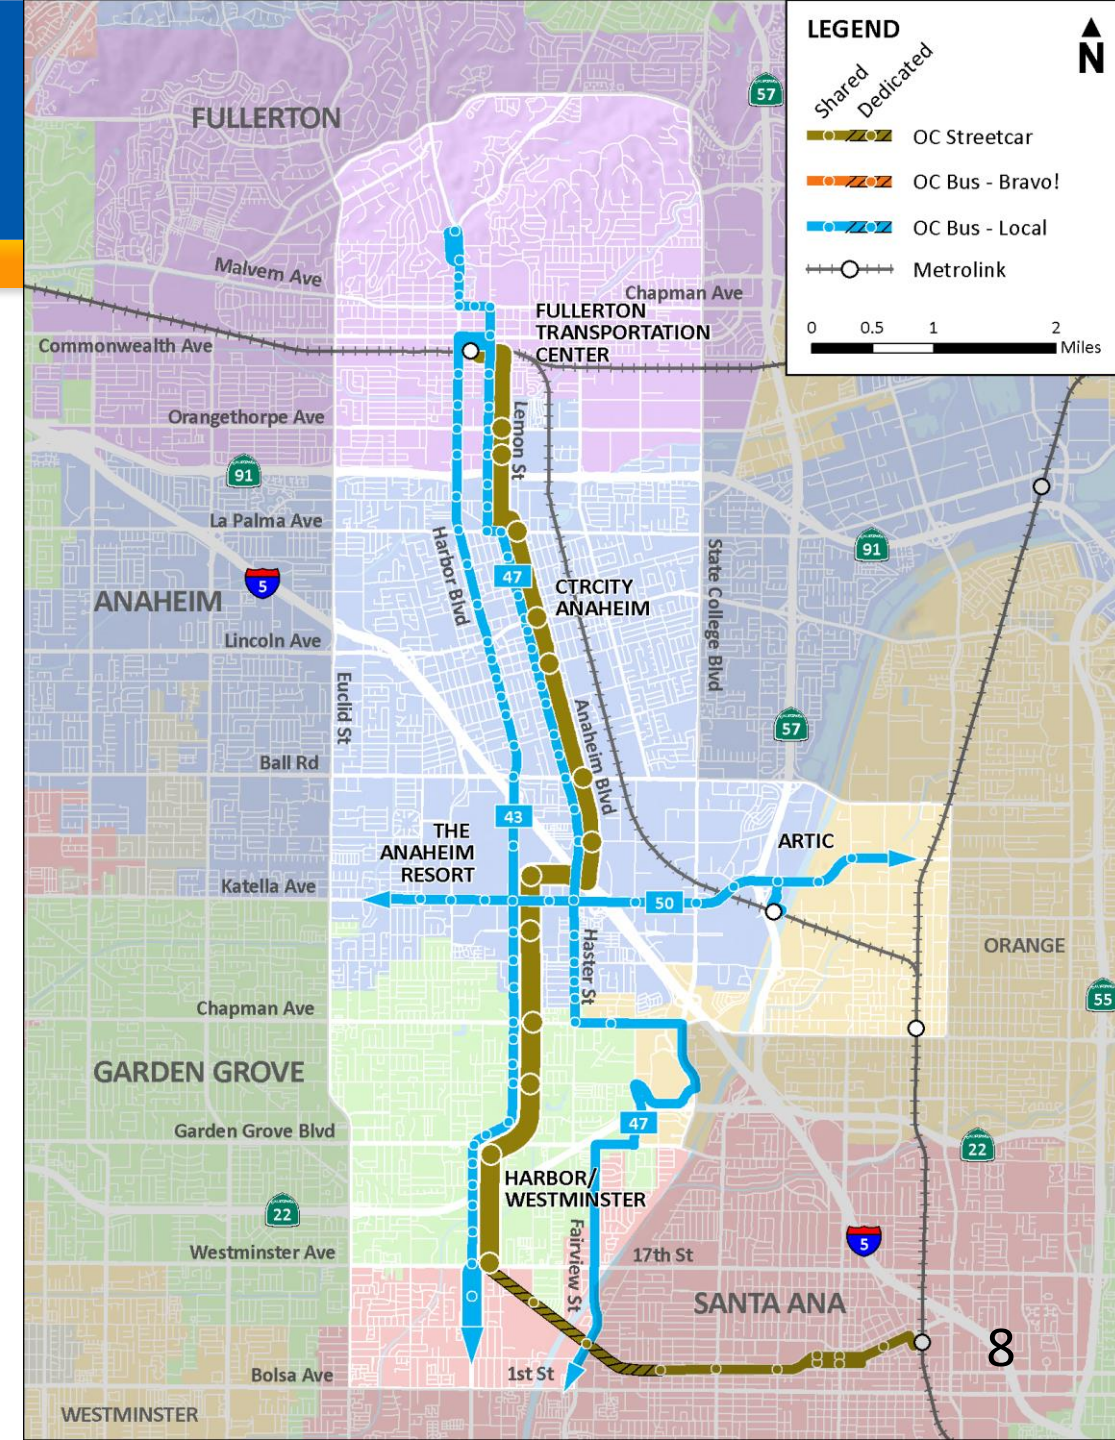 LEGEND
N
Shared
Dedicated
OC Streetcar
OC Bus - Bravo!
OC Bus - Local
Metrolink
0 0.5 1 2
Miles
57
FULLERTON
Malvern Ave
Chapman Ave
FULLERTON
TRANSPORTATION
CENTER
Commonwealth Ave
Orangethorpe Ave
Lemon St
91
La Palma Ave
Harbor Blvd
State College Blvd
91
5
47
CTRCITY
ANAHEIM
ANAHEIM
Lincoln Ave
Euclid St
Anaheim Blvd
57
Ball Rd
43
THE
ANAHEIM
RESORT
ARTIC
Katella Ave
50
Haster St
ORANGE
55
Chapman Ave
GARDEN GROVE
Garden Grove Blvd
47
22
HARBOR/
WESTMINSTER
22
Fairview St
Westminster Ave
17th St
5
SANTA ANA
8
Bolsa Ave
1st St
WESTMINSTER